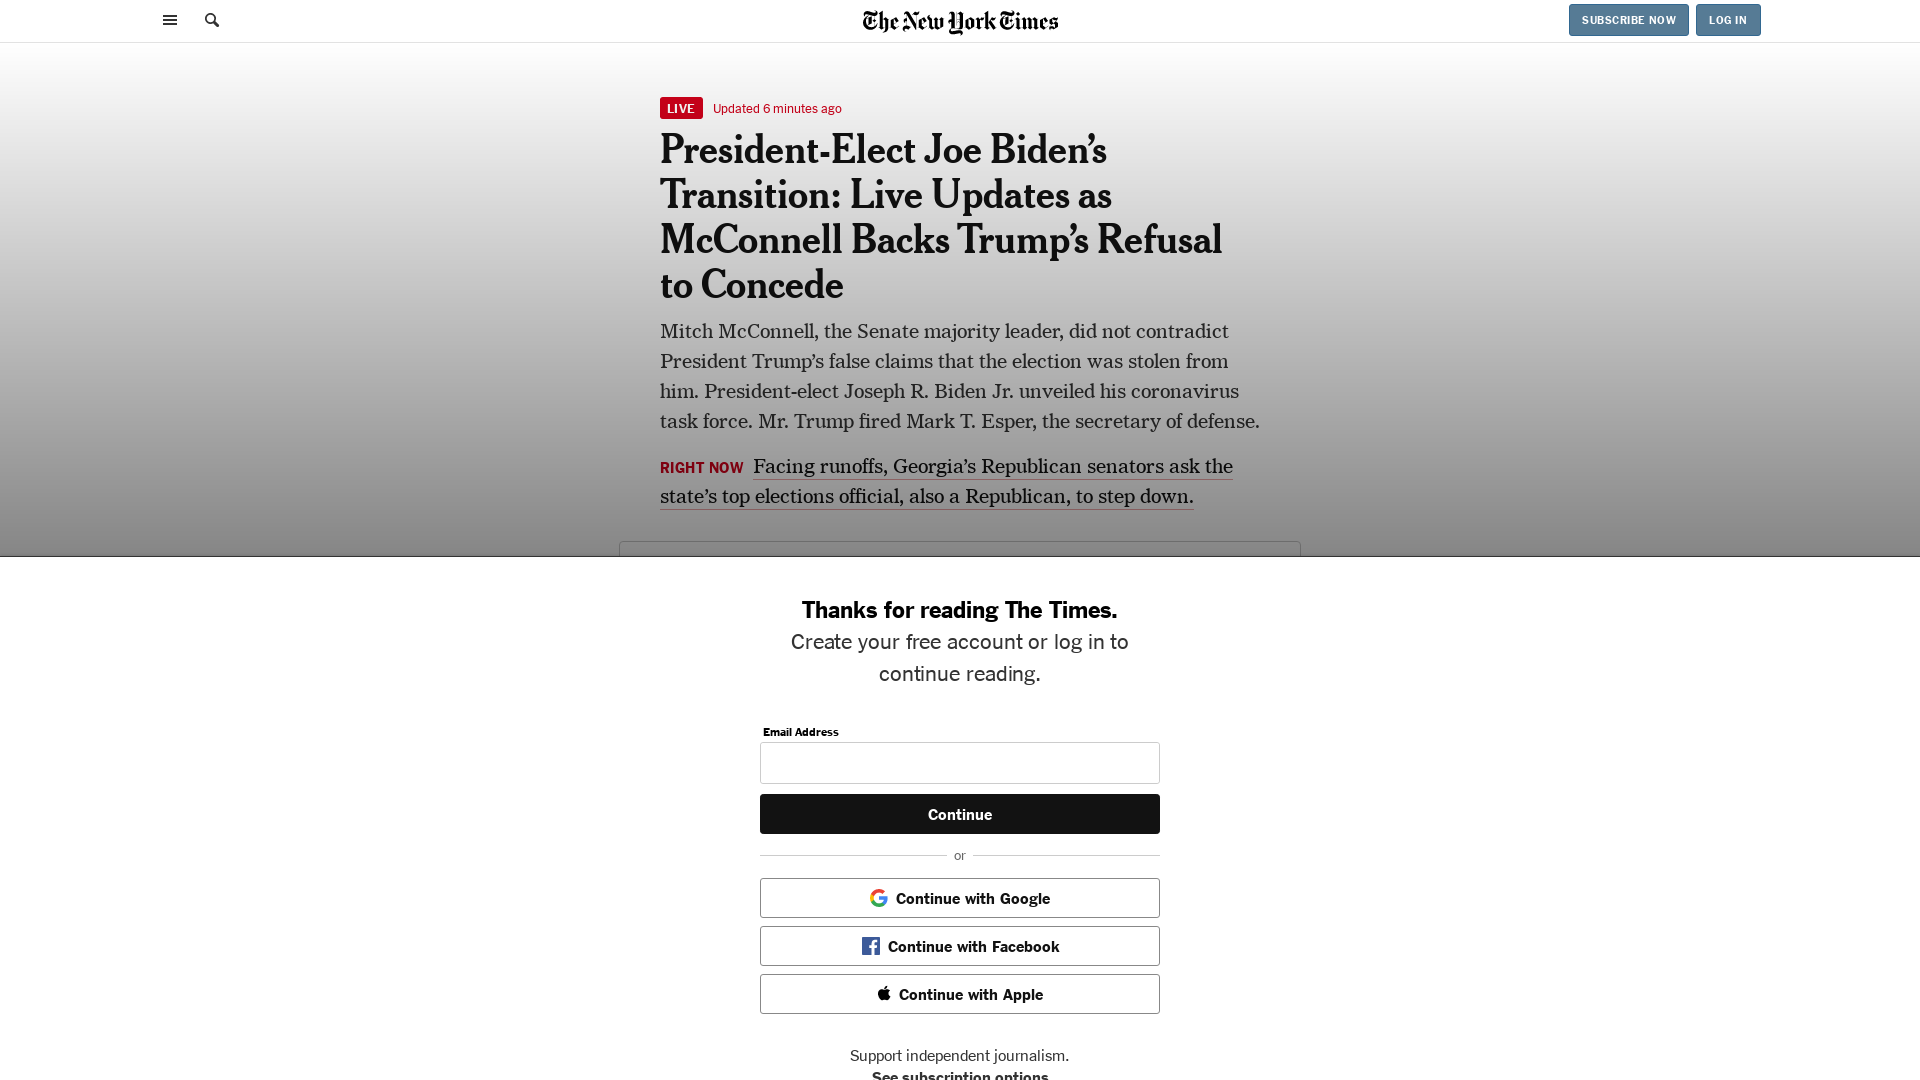 The New York Times
SUBSCRIBE NOW
LOG IN
LIVE Updated 6 minutes ago
President-Elect Joe Biden’s
Transition: Live Updates as
McConnell Backs Trump’s Refusal
to Concede
Mitch McConnell, the Senate majority leader, did not contradict
President Trump’s false claims that the election was stolen from
him. President-elect Joseph R. Biden Jr. unveiled his coronavirus
task force. Mr. Trump fired Mark T. Esper, the secretary of defense.
RIGHT NOW Facing runoffs, Georgia’s Republican senators ask the
state’s top elections official, also a Republican, to step down.
Thanks for reading The Times.
Create your free account or log in to
continue reading.
Email Address
Continue
or
Continue with Google
Continue with Facebook
Continue with Apple
Support independent journalism.
See subscription options